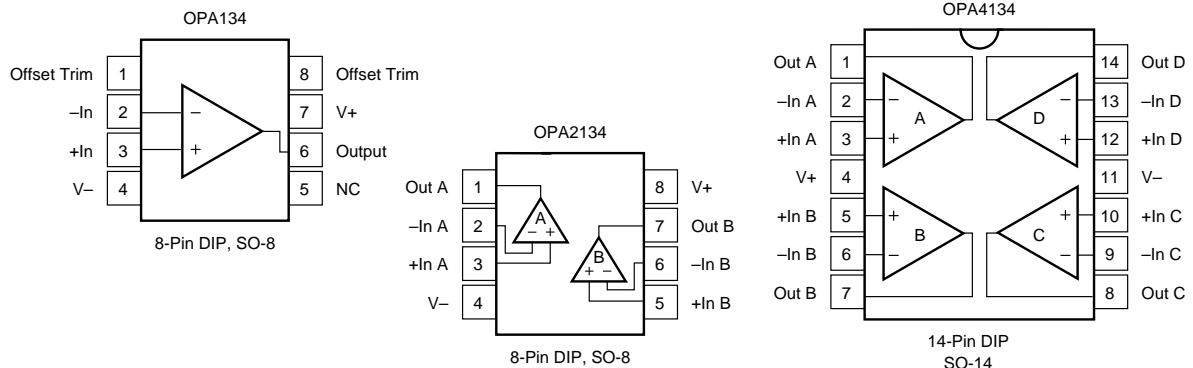 OPA134
Offset Trim 1 8 Offset Trim
–In 2 – 7 V+
+In 3 + 6 Output
V– 4 5 NC
8-Pin DIP, SO-8
OPA2134
Out A 1 A 8 V+
–In A 2 – + 7 Out B
+In A 3 B 6 –In B
V– 4 + – 5 +In B
8-Pin DIP, SO-8
OPA4134
Out A 1 14 Out D
–In A 2 – – 13 –In D
A D
+In A 3 + + 12 +In D
V+ 4 11 V–
+In B 5 + + 10 +In C
B C
–In B 6 – – 9 –In C
Out B 7 8 Out C
14-Pin DIP
SO-14